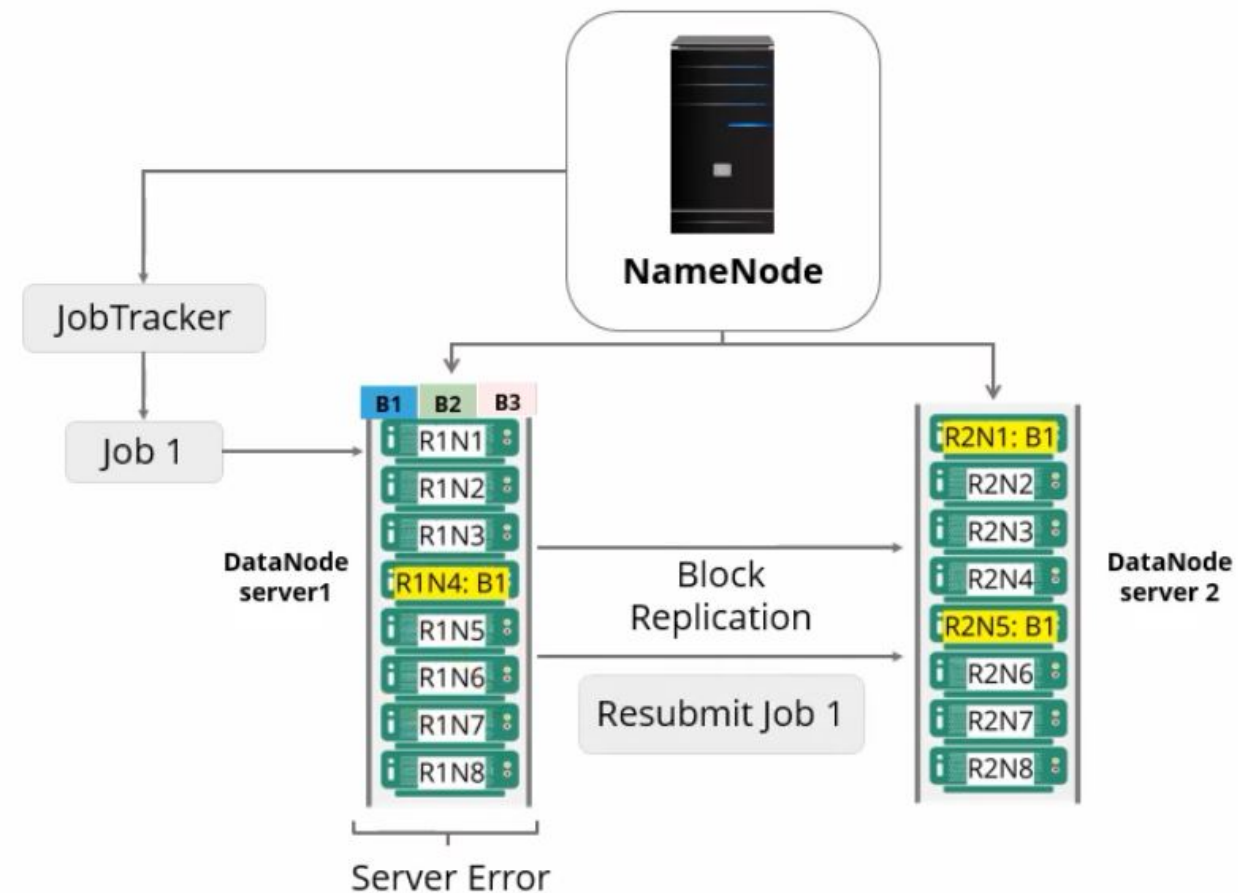 NameNode
JobTracker
Job 1
B1 B2 B3
R1N1
R1N2
R1N3
R1N4: B1
R1N5
R1N6
R1N7
R1N8
DataNode
server1
Server Error
Block
Replication
Resubmit Job 1
R2N1: B1
R2N2
R2N3
R2N4
R2N5: B1
R2N6
R2N7
R2N8
DataNode
server 2